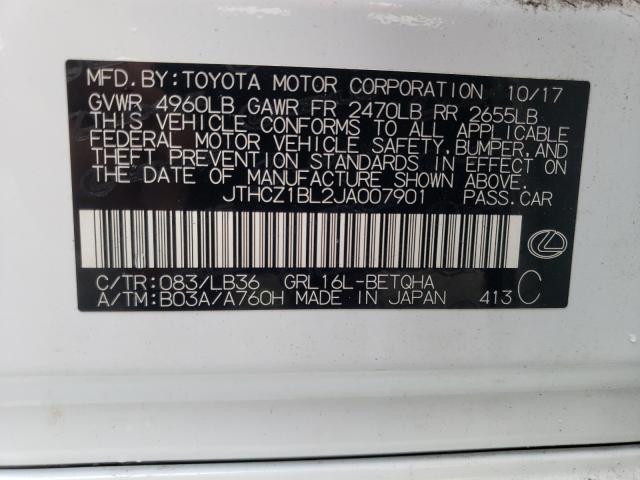 MFD. BY: TOYOTA MOTOR CORPORATION 10/17
GVWR 4960LB GAWR FR 2470LB RR 2655LB
THIS VEHICLE CONFORMS TO ALL APPLICABLE
FEDERAL MOTOR VEHICLE SAFETY, BUMPER, AND
THEFT PREVENTION STANDARDS IN EFFECT ON
THE DATE OF MANUFACTURE SHOWN ABOVE.
JTHCZ1BL2JA007901 PASS. CAR
C/TR: 083/LB36 GRL16L-BETQHA
A/TM: B03A/A760H MADE IN JAPAN 413 C